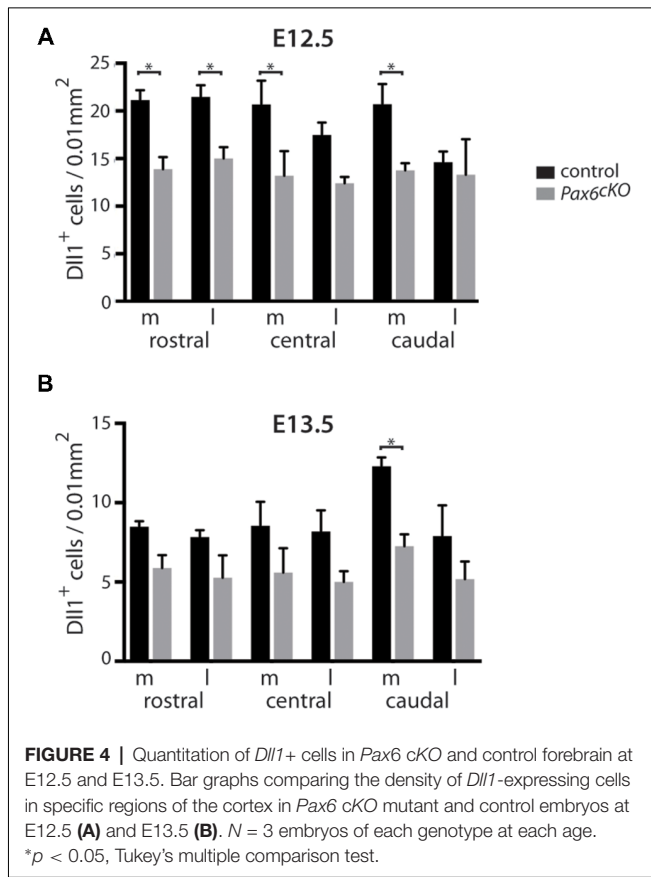 A
E12.5
25
20
15
10
5
0
Dll1+ cells / 0.01mm2
* * * *
control
Pax6cKO
m l m l m l
rostral central caudal
B
E13.5
15
10
5
0
Dll1+ cells / 0.01mm2
*
m l m l m l
rostral central caudal
FIGURE 4 | Quantitation of Dll1+ cells in Pax6 cKO and control forebrain at
E12.5 and E13.5. Bar graphs comparing the density of Dll1-expressing cells
in specific regions of the cortex in Pax6 cKO mutant and control embryos at
E12.5 (A) and E13.5 (B). N = 3 embryos of each genotype at each age.
*p < 0.05, Tukey's multiple comparison test.